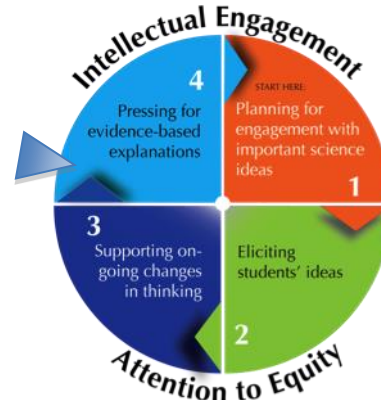 Intellectual Engagement
START HERE:
Planning for
engagement with
important science
ideas
1
Eliciting
students' ideas
2
3
Supporting on-
going changes
in thinking
4
Pressing for
evidence-based
explanations
Attention to Equity